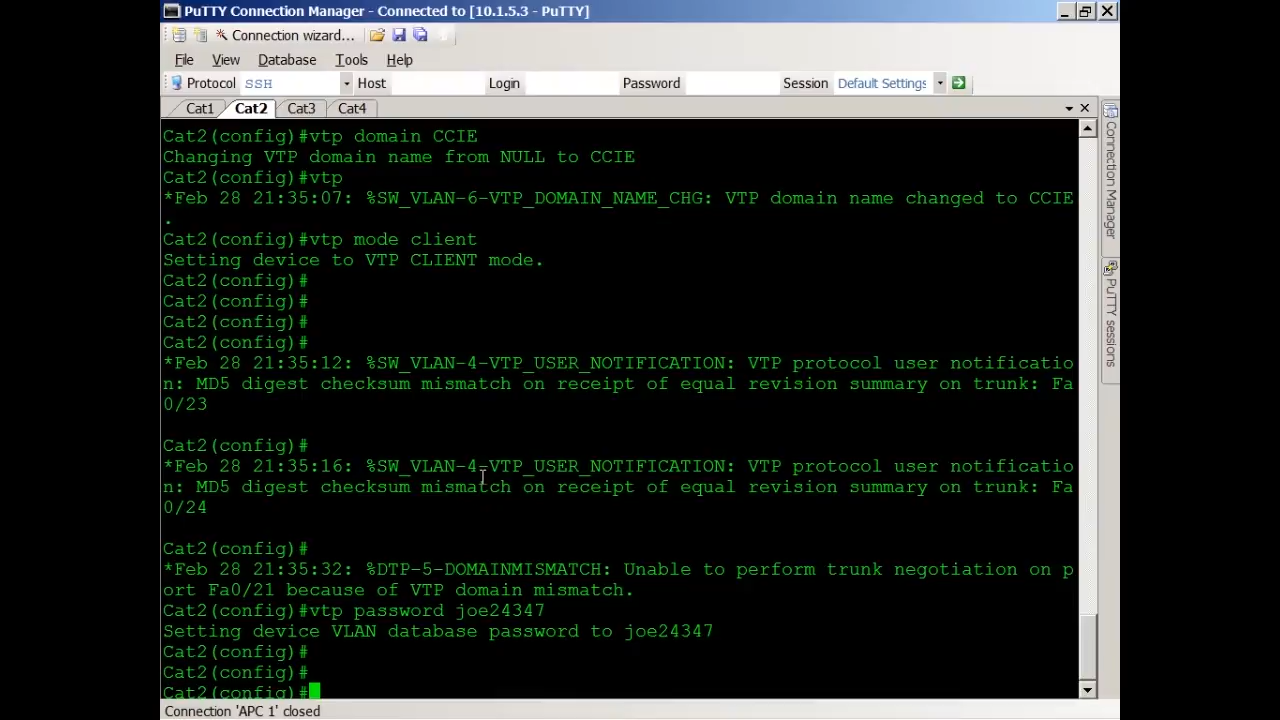 PuTTY Connection Manager - Connected to [10.1.5.3 - PuTTY]
Connection wizard...
File View Database Tools Help
Protocol SSH Host Login Password Session Default Settings
Cat1 Cat2 Cat3 Cat4
Cat2(config)#vtp domain CCIE
Changing VTP domain name from NULL to CCIE
Cat2(config)#vtp
*Feb 28 21:35:07: %SW_VLAN-6-VTP_DOMAIN_NAME_CHG: VTP domain name changed to CCIE
.
Cat2(config)#vtp mode client
Setting device to VTP CLIENT mode.
Cat2(config)#
Cat2(config)#
Cat2(config)#
Cat2(config)#
*Feb 28 21:35:12: %SW_VLAN-4-VTP_USER_NOTIFICATION: VTP protocol user notificatio
n: MD5 digest checksum mismatch on receipt of equal revision summary on trunk: Fa
0/23
Cat2(config)#
*Feb 28 21:35:16: %SW_VLAN-4-VTP_USER_NOTIFICATION: VTP protocol user notificatio
n: MD5 digest checksum mismatch on receipt of equal revision summary on trunk: Fa
0/24
Cat2(config)#
*Feb 28 21:35:32: %DTP-5-DOMAINMISMATCH: Unable to perform trunk negotiation on p
ort Fa0/21 because of VTP domain mismatch.
Cat2(config)#vtp password joe24347
Setting device VLAN database password to joe24347
Cat2(config)#
Cat2(config)#
Cat2(config)#
Connection Manager
PuTTY sessions
Connection 'APC 1' closed